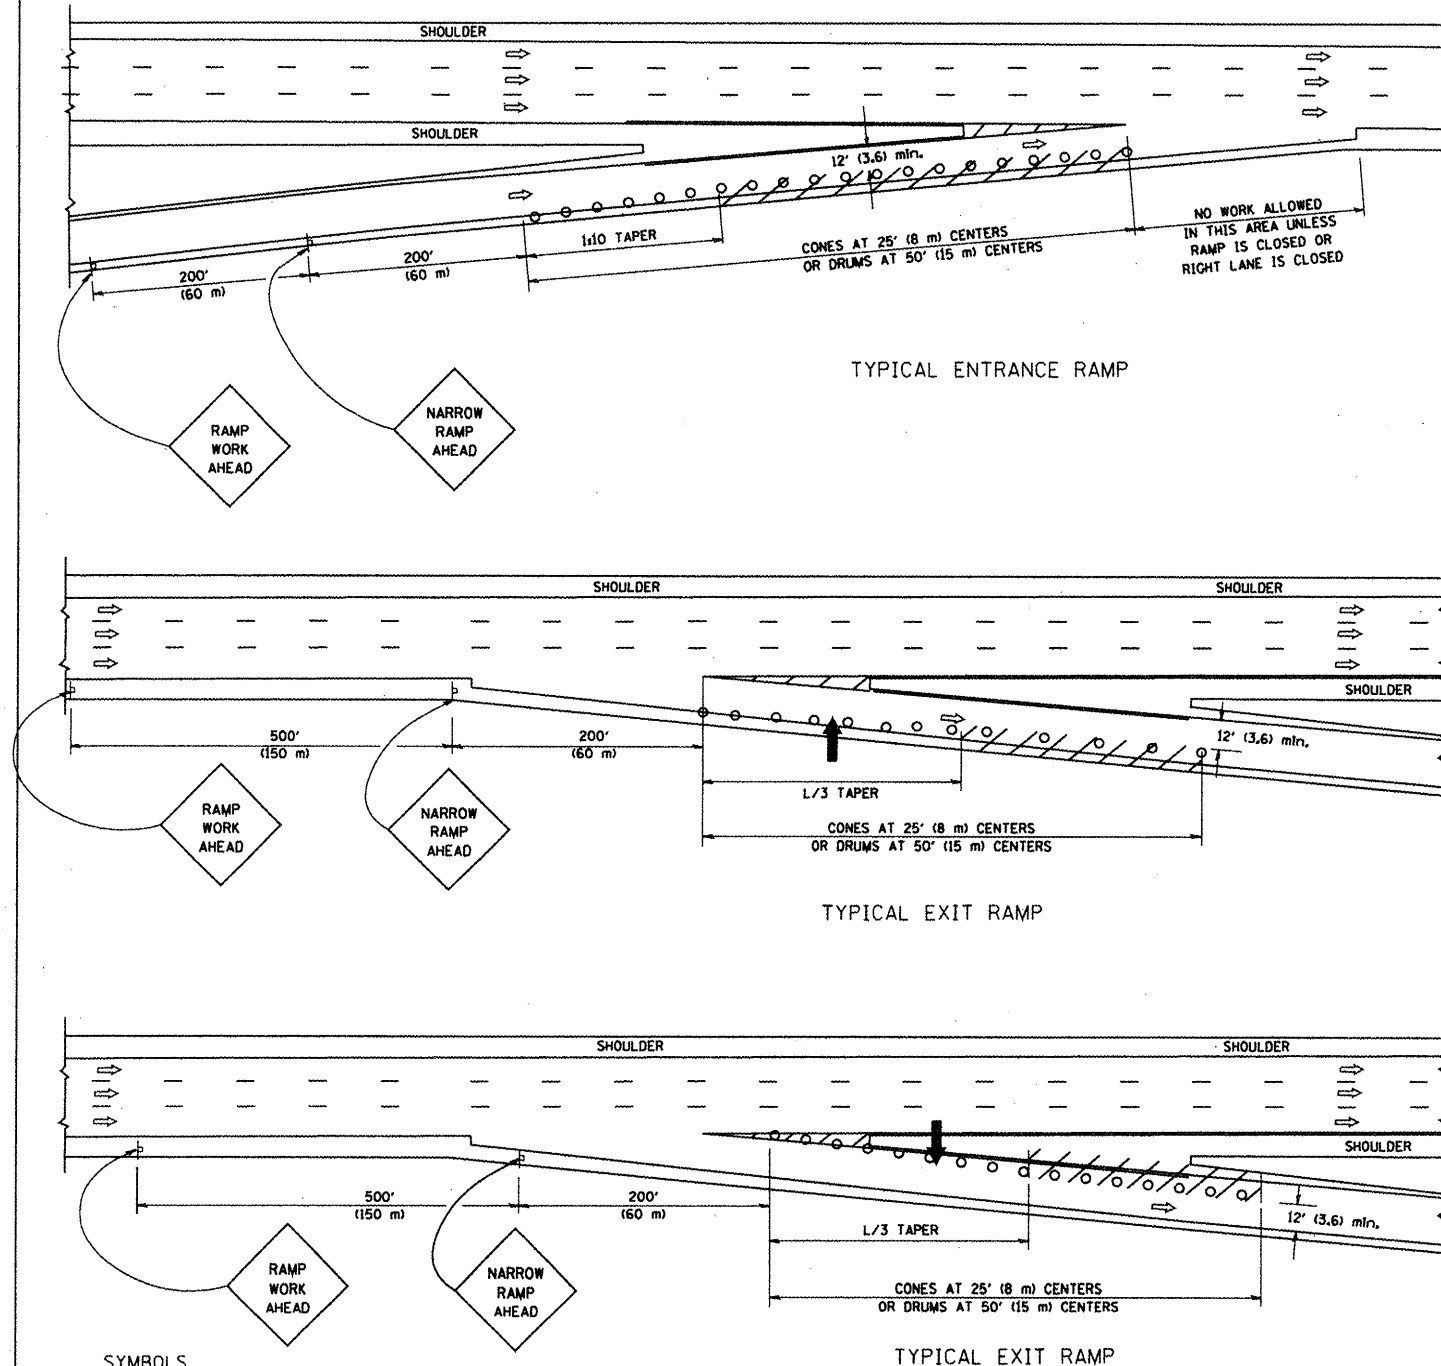 SHOULDER
SHOULDER
12' (3.6) min.
1:10 TAPER
200'
(60 m)
200'
(60 m)
CONES AT 25' (8 m) CENTERS
OR DRUMS AT 50' (15 m) CENTERS
NO WORK ALLOWED
IN THIS AREA UNLESS
RAMP IS CLOSED OR
RIGHT LANE IS CLOSED
TYPICAL ENTRANCE RAMP
RAMP
WORK
AHEAD
NARROW
RAMP
AHEAD
SHOULDER
SHOULDER
SHOULDER
500'
(150 m)
200'
(60 m)
12' (3.6) min.
L/3 TAPER
RAMP
WORK
AHEAD
NARROW
RAMP
AHEAD
CONES AT 25' (8 m) CENTERS
OR DRUMS AT 50' (15 m) CENTERS
TYPICAL EXIT RAMP
SHOULDER
SHOULDER
SHOULDER
500'
(150 m)
200'
(60 m)
12' (3.6) min.
L/3 TAPER
RAMP
WORK
AHEAD
NARROW
RAMP
AHEAD
CONES AT 25' (8 m) CENTERS
OR DRUMS AT 50' (15 m) CENTERS
TYPICAL EXIT RAMP
SYMBOLS